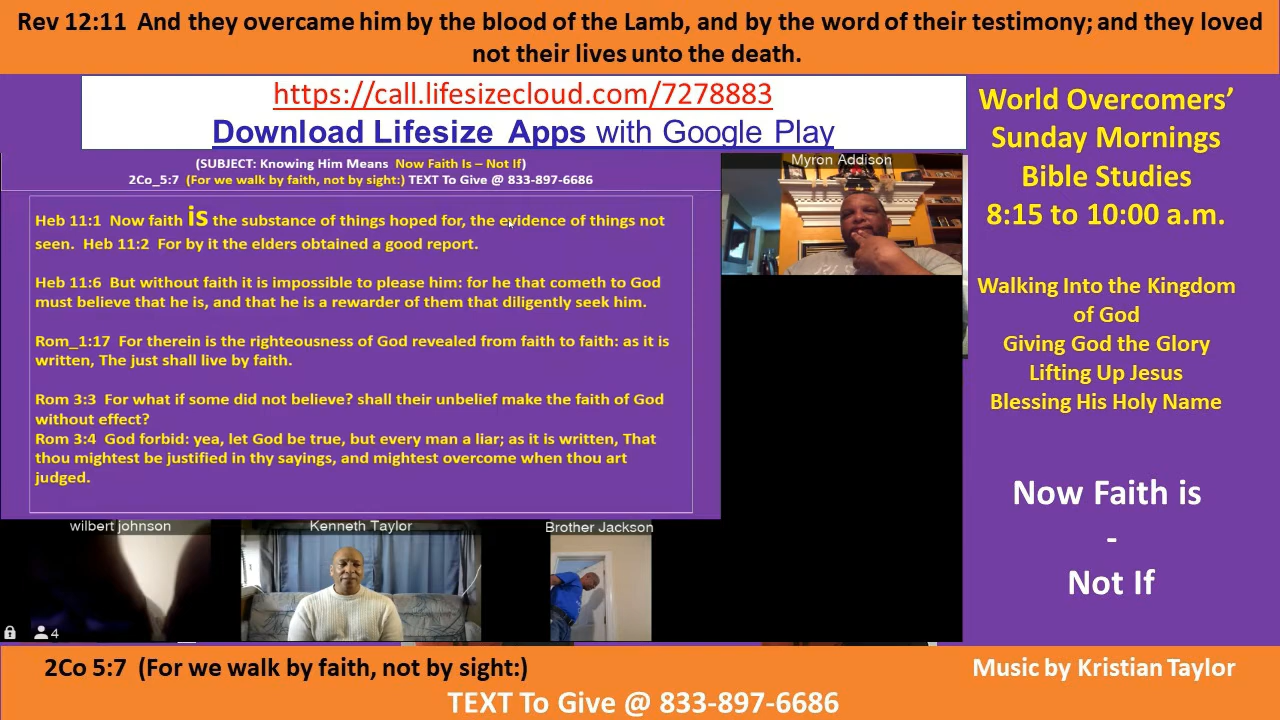 Rev 12:11 And they overcame him by the blood of the Lamb, and by the word of their testimony; and they loved
not their lives unto the death.
https://call.lifesizecloud.com/7278883
Download Lifesize Apps with Google Play
(SUBJECT: Knowing Him Means Now Faith Is – Not If)
2Co_5:7 (For we walk by faith, not by sight:) TEXT To Give @ 833-897-6686
Heb 11:1 Now faith is the substance of things hoped for, the evidence of things not
seen. Heb 11:2 For by it the elders obtained a good report.
Heb 11:6 But without faith it is impossible to please him: for he that cometh to God
must believe that he is, and that he is a rewarder of them that diligently seek him.
Rom_1:17 For therein is the righteousness of God revealed from faith to faith: as it is
written, The just shall live by faith.
Rom 3:3 For what if some did not believe? shall their unbelief make the faith of God
without effect?
Rom 3:4 God forbid: yea, let God be true, but every man a liar; as it is written, That
thou mightest be justified in thy sayings, and mightest overcome when thou art
judged.
Myron Addison
wilbert johnson
Kenneth Taylor
Brother Jackson
4
World Overcomers'
Sunday Mornings
Bible Studies
8:15 to 10:00 a.m.
Walking Into the Kingdom
of God
Giving God the Glory
Lifting Up Jesus
Blessing His Holy Name
Now Faith is
-
Not If
2Co 5:7 (For we walk by faith, not by sight:)
Music by Kristian Taylor
TEXT To Give @ 833-897-6686